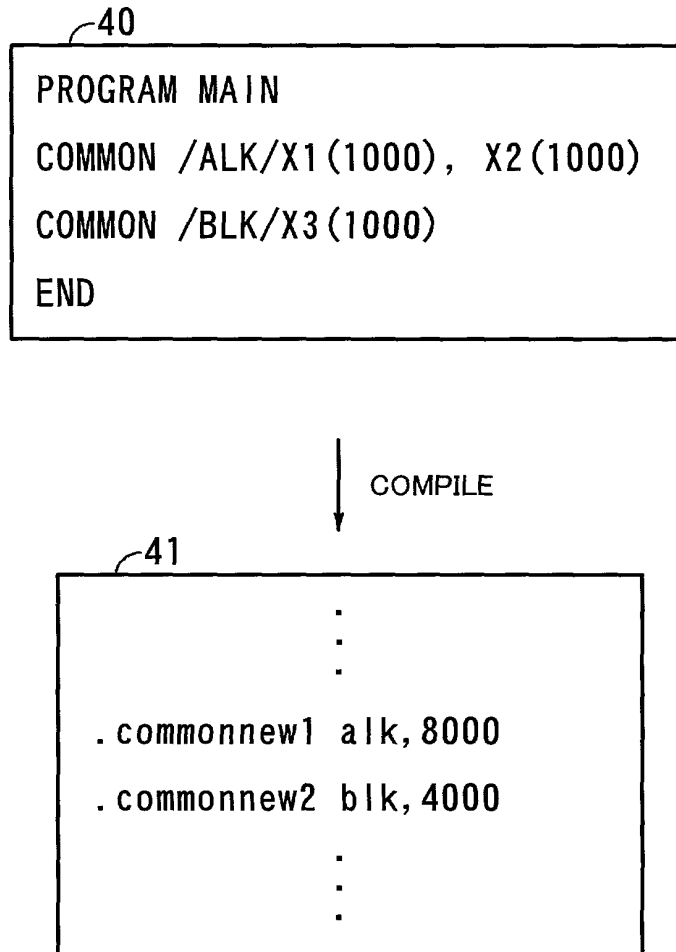 40
PROGRAM MAIN
COMMON /ALK/X1(1000), X2(1000)
COMMON /BLK/X3(1000)
END
COMPILE
41
.
.
.
.commonnew1 alk,8000
.commonnew2 blk,4000
.
.
.